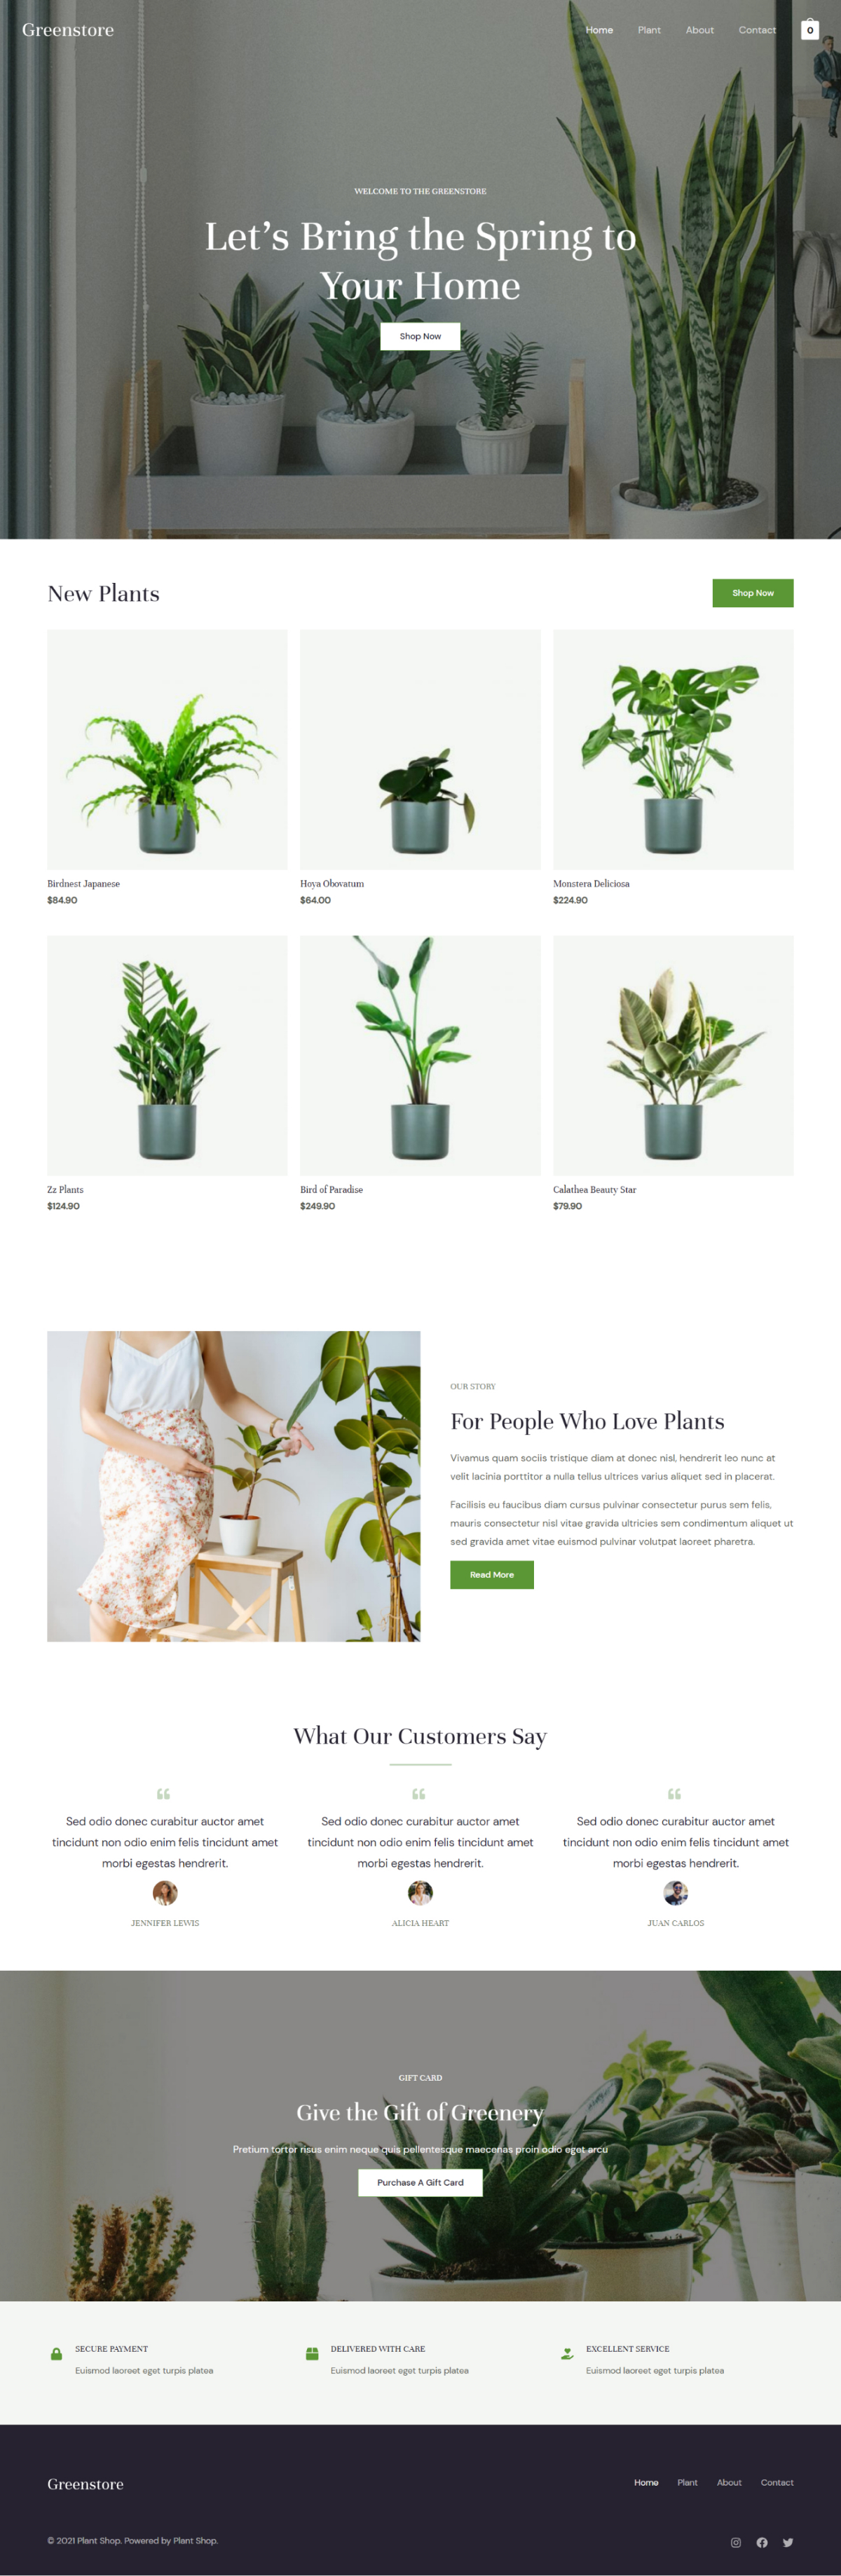 Greenstore
Home Plant About Contact 0
WELCOME TO THE GREENSTORE
Let's Bring the Spring to
Your Home
Shop Now
New Plants
Shop Now
Birdnest Japanese
$84.90
Hoya Obovatum
$64.00
Monstera Deliciosa
$224.90
Zz Plants
$124.90
Bird of Paradise
$249.90
Calathea Beauty Star
$79.90
OUR STORY
For People Who Love Plants
Vivamus quam sociis tristique diam at donec nisl, hendrerit leo nunc at
velit lacinia porttitor a nulla tellus ultrices varius aliquet sed in placerat.
Facilisis eu faucibus diam cursus pulvinar consectetur purus sem felis,
mauris consectetur nisl vitae gravida ultricies sem condimentum aliquet ut
sed gravida amet vitae euismod pulvinar volutpat laoreet pharetra.
Read More
What Our Customers Say
Sed odio donec curabitur auctor amet
tincidunt non odio enim felis tincidunt amet
morbi egestas hendrerit.
JENNIFER LEWIS
Sed odio donec curabitur auctor amet
tincidunt non odio enim felis tincidunt amet
morbi egestas hendrerit.
ALICIA HEART
Sed odio donec curabitur auctor amet
tincidunt non odio enim felis tincidunt amet
morbi egestas hendrerit.
JUAN CARLOS
GIFT CARD
Give the Gift of Greenery
Pretium tortor risus enim neque quis pellentesque maecenas proin odio eget arcu
Purchase A Gift Card
SECURE PAYMENT
Euismod laoreet eget turpis platea
DELIVERED WITH CARE
Euismod laoreet eget turpis platea
EXCELLENT SERVICE
Euismod laoreet eget turpis platea
Greenstore
Home Plant About Contact
© 2021 Plant Shop. Powered by Plant Shop.